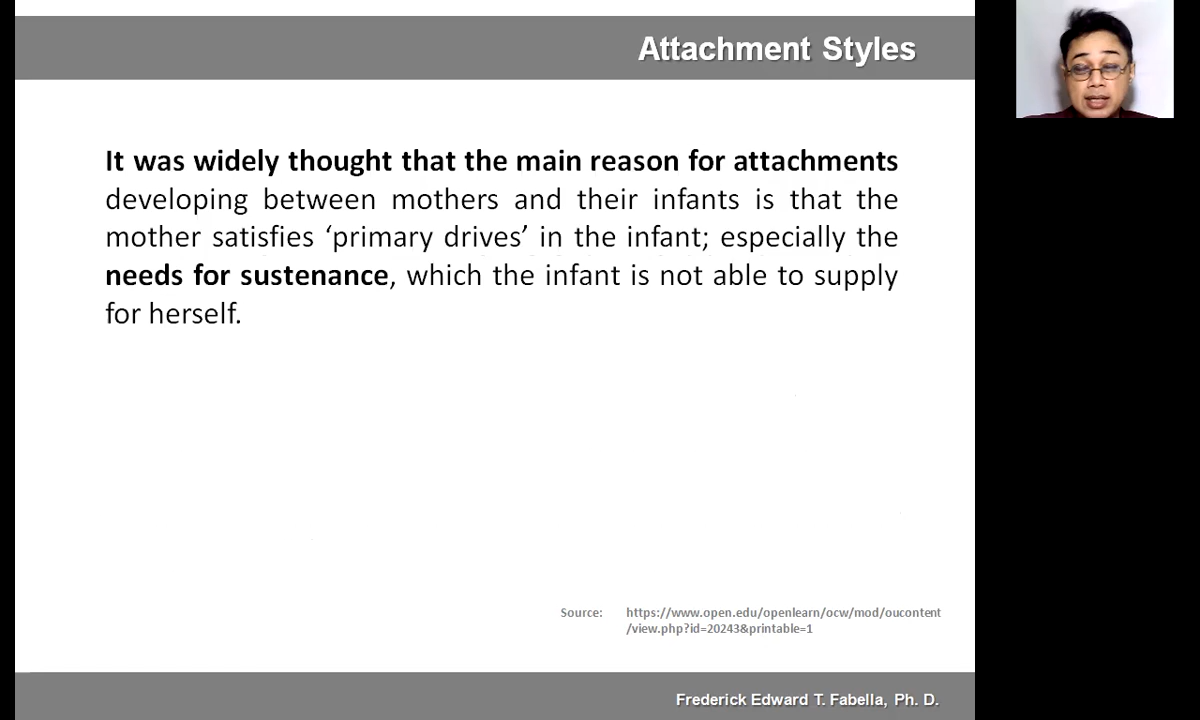 Attachment Styles
It was widely thought that the main reason for attachments
developing between mothers and their infants is that the
mother satisfies ‘primary drives’ in the infant; especially the
needs for sustenance, which the infant is not able to supply
for herself.
Source: https://www.open.edu/openlearn/ocw/mod/oucontent
/view.php?id=20243&printable=1
Frederick Edward T. Fabella, Ph. D.